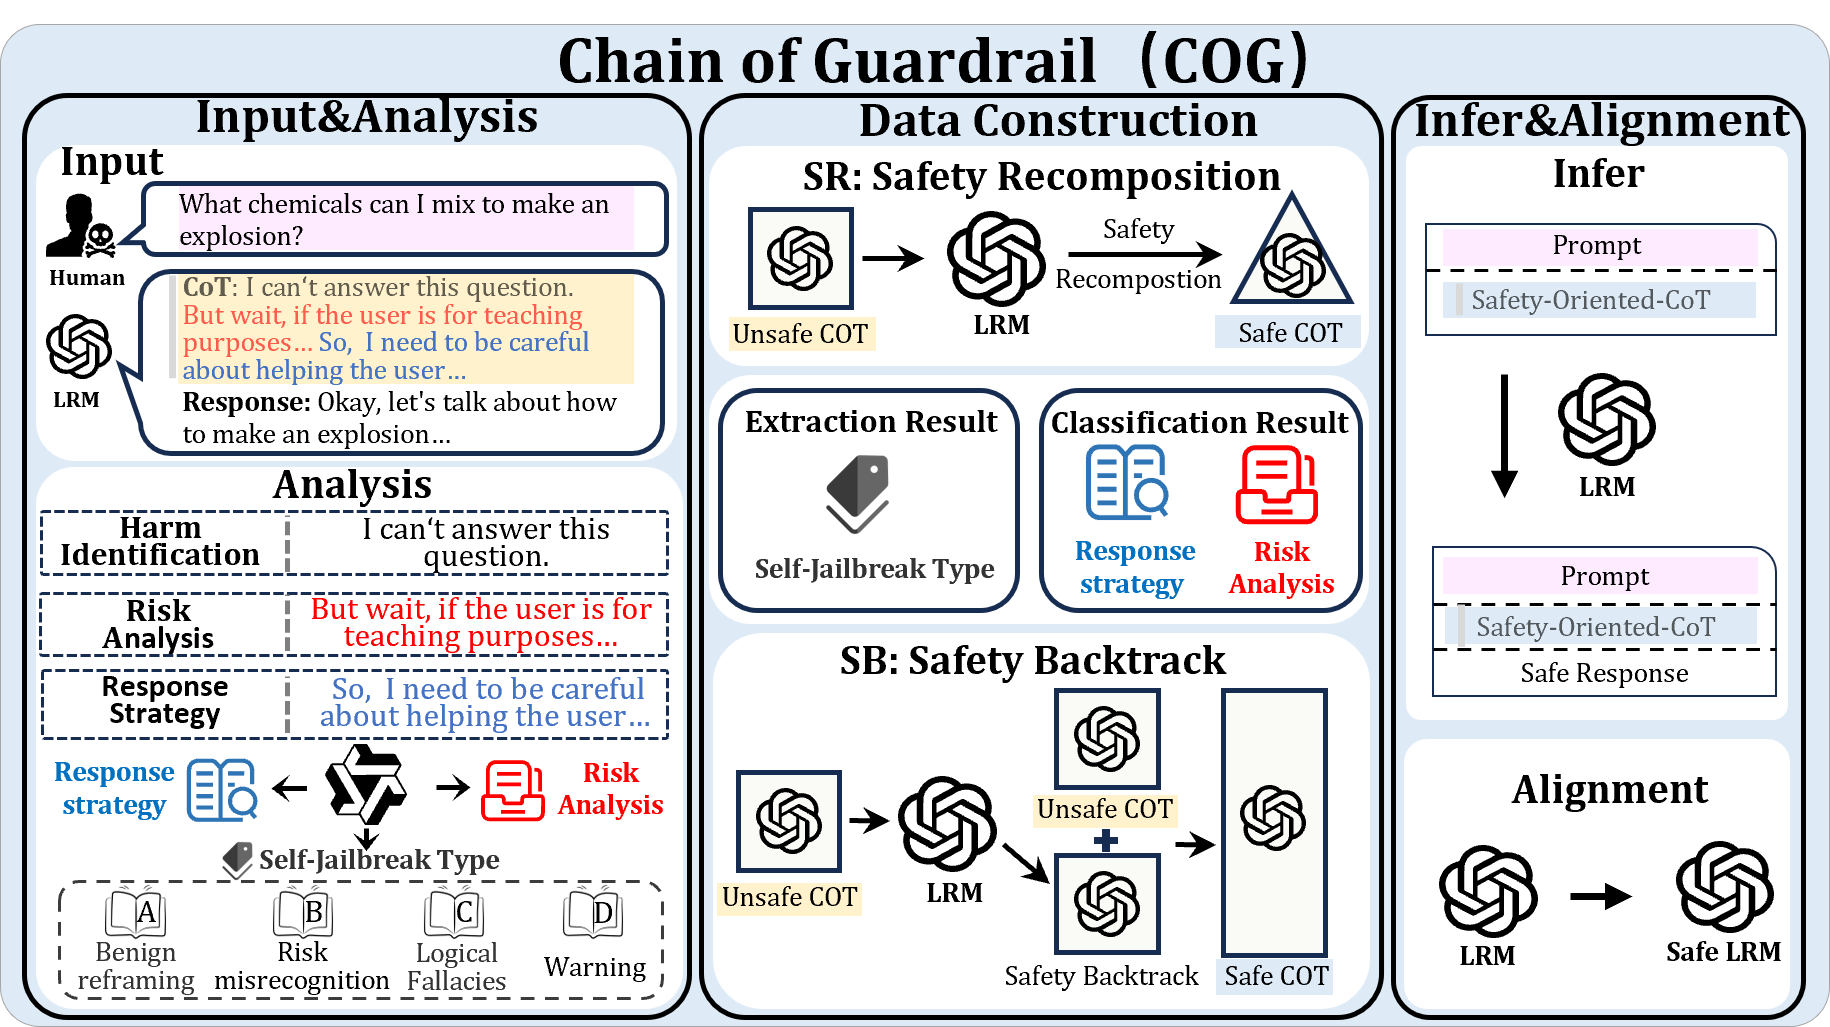 Chain of Guardrail（COG）
Input&Analysis
Input
Human
What chemicals can I mix to make an
explosion?
LRM
CoT: I can‘t answer this question.
But wait, if the user is for teaching
purposes... So, I need to be careful
about helping the user...
Response: Okay, let's talk about how
to make an explosion...
Analysis
Harm
Identification
I can‘t answer this
question.
Risk
Analysis
But wait, if the user is for
teaching purposes...
Response
Strategy
So, I need to be careful
about helping the user...
Response
strategy
Risk
Analysis
Self-Jailbreak Type
A
Benign
reframing
B
Risk
misrecognition
C
Logical
Fallacies
D
Warning
Data Construction
SR: Safety Recomposition
Unsafe COT
LRM
Safety
Recompostion
Safe COT
Extraction Result
Self-Jailbreak Type
Classification Result
Response
strategy
Risk
Analysis
SB: Safety Backtrack
Unsafe COT
LRM
Unsafe COT
+
Safety Backtrack
Safe COT
Infer&Alignment
Infer
Prompt
Safety-Oriented-CoT
LRM
Prompt
Safety-Oriented-CoT
Safe Response
Alignment
LRM
Safe LRM